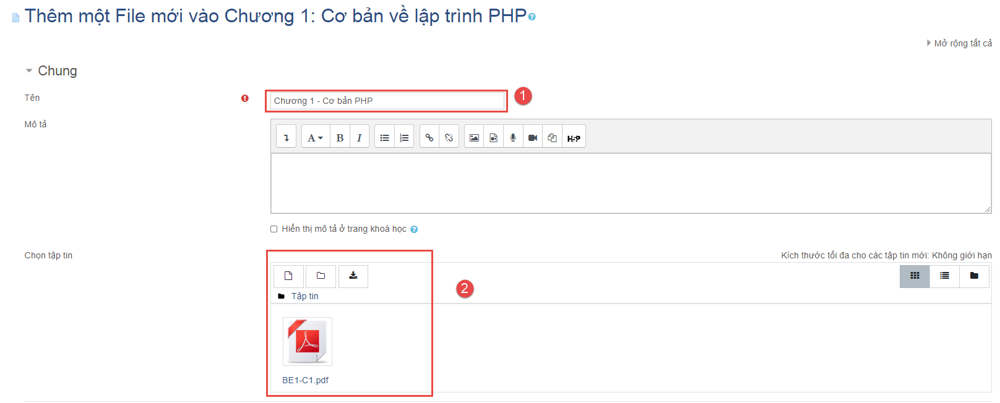 Thêm một File mới vào Chương 1: Cơ bản về lập trình PHP
Mở rộng tất cả
Chung
Tên
Chương 1 - Cơ bản PHP
1
Mô tả
A B I H5P
Hiển thị mô tả ở trang khoá học
Chọn tập tin
Kích thước tối đa cho các tập tin mới: Không giới hạn
2
Tập tin
BE1-C1.pdf